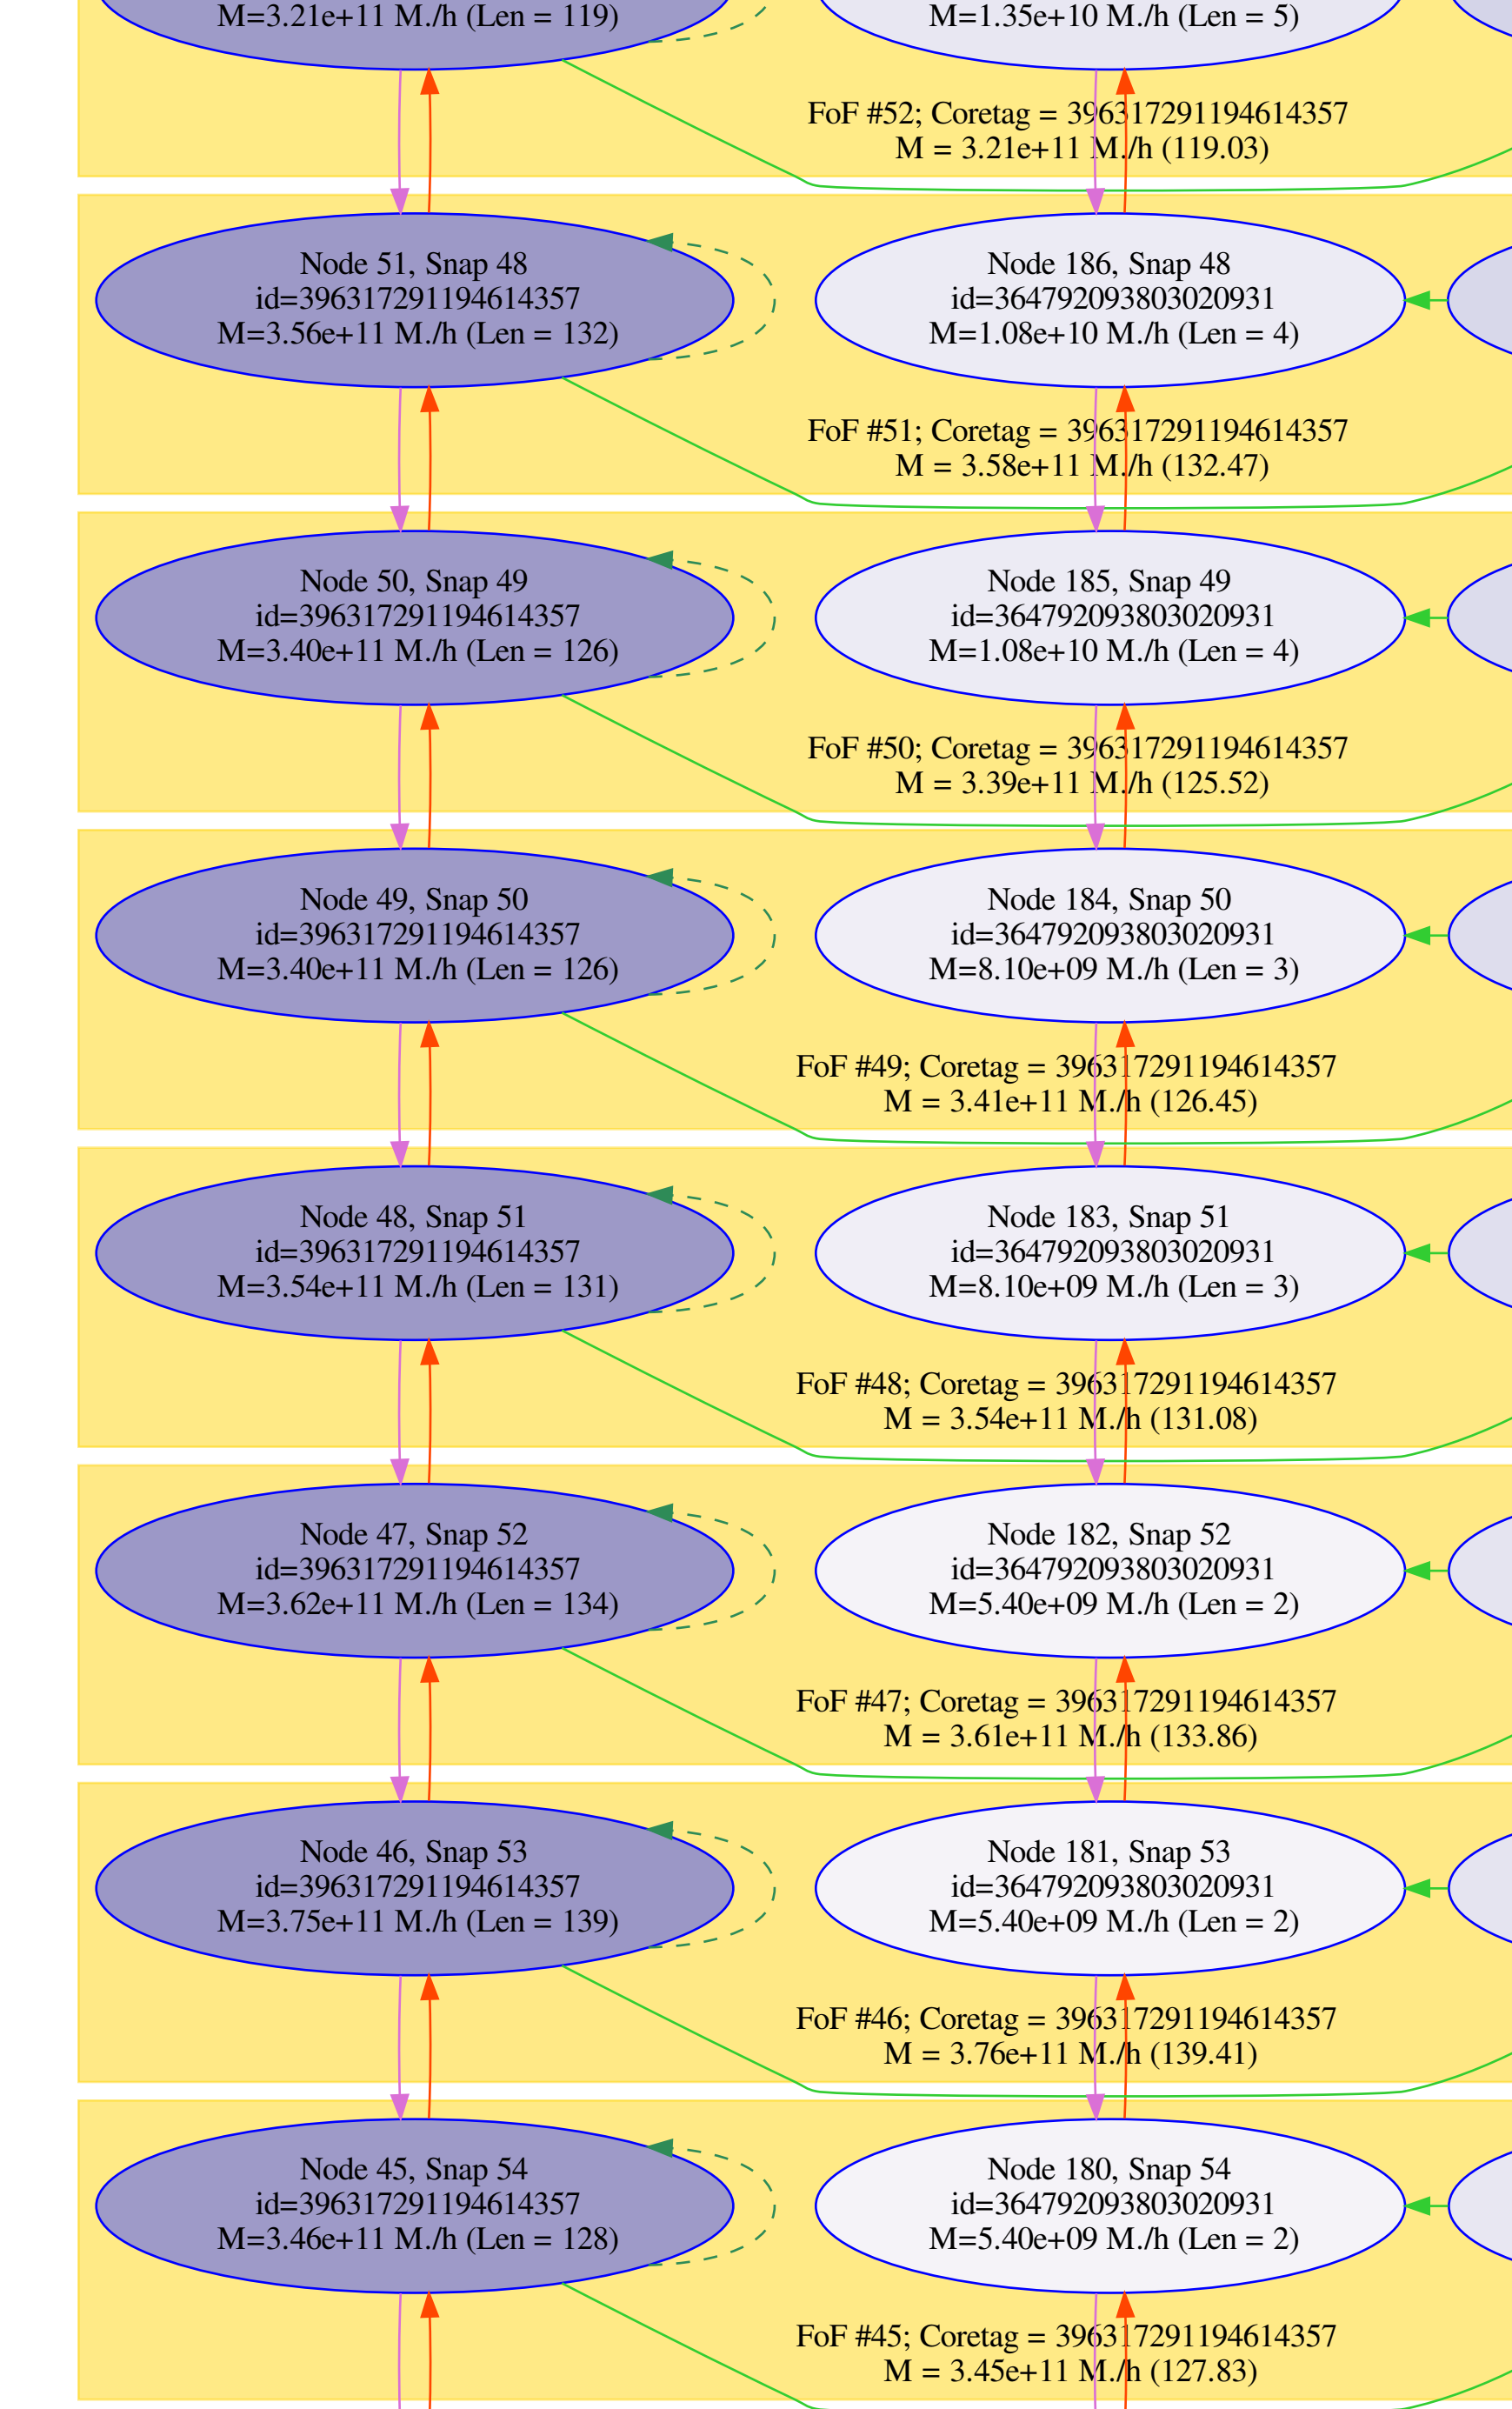 M=3.21e+11 M./h (Len = 119)
M=1.35e+10 M./h (Len = 5)
FoF #52; Coretag = 396317291194614357
M = 3.21e+11 M./h (119.03)
Node 51, Snap 48
id=396317291194614357
M=3.56e+11 M./h (Len = 132)
Node 186, Snap 48
id=364792093803020931
M=1.08e+10 M./h (Len = 4)
FoF #51; Coretag = 396317291194614357
M = 3.58e+11 M./h (132.47)
Node 50, Snap 49
id=396317291194614357
M=3.40e+11 M./h (Len = 126)
Node 185, Snap 49
id=364792093803020931
M=1.08e+10 M./h (Len = 4)
FoF #50; Coretag = 396317291194614357
M = 3.39e+11 M./h (125.52)
Node 49, Snap 50
id=396317291194614357
M=3.40e+11 M./h (Len = 126)
Node 184, Snap 50
id=364792093803020931
M=8.10e+09 M./h (Len = 3)
FoF #49; Coretag = 396317291194614357
M = 3.41e+11 M./h (126.45)
Node 48, Snap 51
id=396317291194614357
M=3.54e+11 M./h (Len = 131)
Node 183, Snap 51
id=364792093803020931
M=8.10e+09 M./h (Len = 3)
FoF #48; Coretag = 396317291194614357
M = 3.54e+11 M./h (131.08)
Node 47, Snap 52
id=396317291194614357
M=3.62e+11 M./h (Len = 134)
Node 182, Snap 52
id=364792093803020931
M=5.40e+09 M./h (Len = 2)
FoF #47; Coretag = 396317291194614357
M = 3.61e+11 M./h (133.86)
Node 46, Snap 53
id=396317291194614357
M=3.75e+11 M./h (Len = 139)
Node 181, Snap 53
id=364792093803020931
M=5.40e+09 M./h (Len = 2)
FoF #46; Coretag = 396317291194614357
M = 3.76e+11 M./h (139.41)
Node 45, Snap 54
id=396317291194614357
M=3.46e+11 M./h (Len = 128)
Node 180, Snap 54
id=364792093803020931
M=5.40e+09 M./h (Len = 2)
FoF #45; Coretag = 396317291194614357
M = 3.45e+11 M./h (127.83)